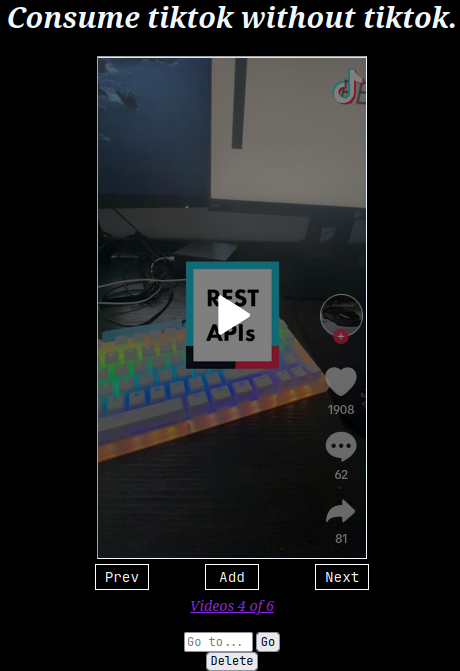 Consume tiktok without tiktok.
REST
APIs
1908
62
81
Prev
Add
Next
Videos 4 of 6
Go to...
Go
Delete